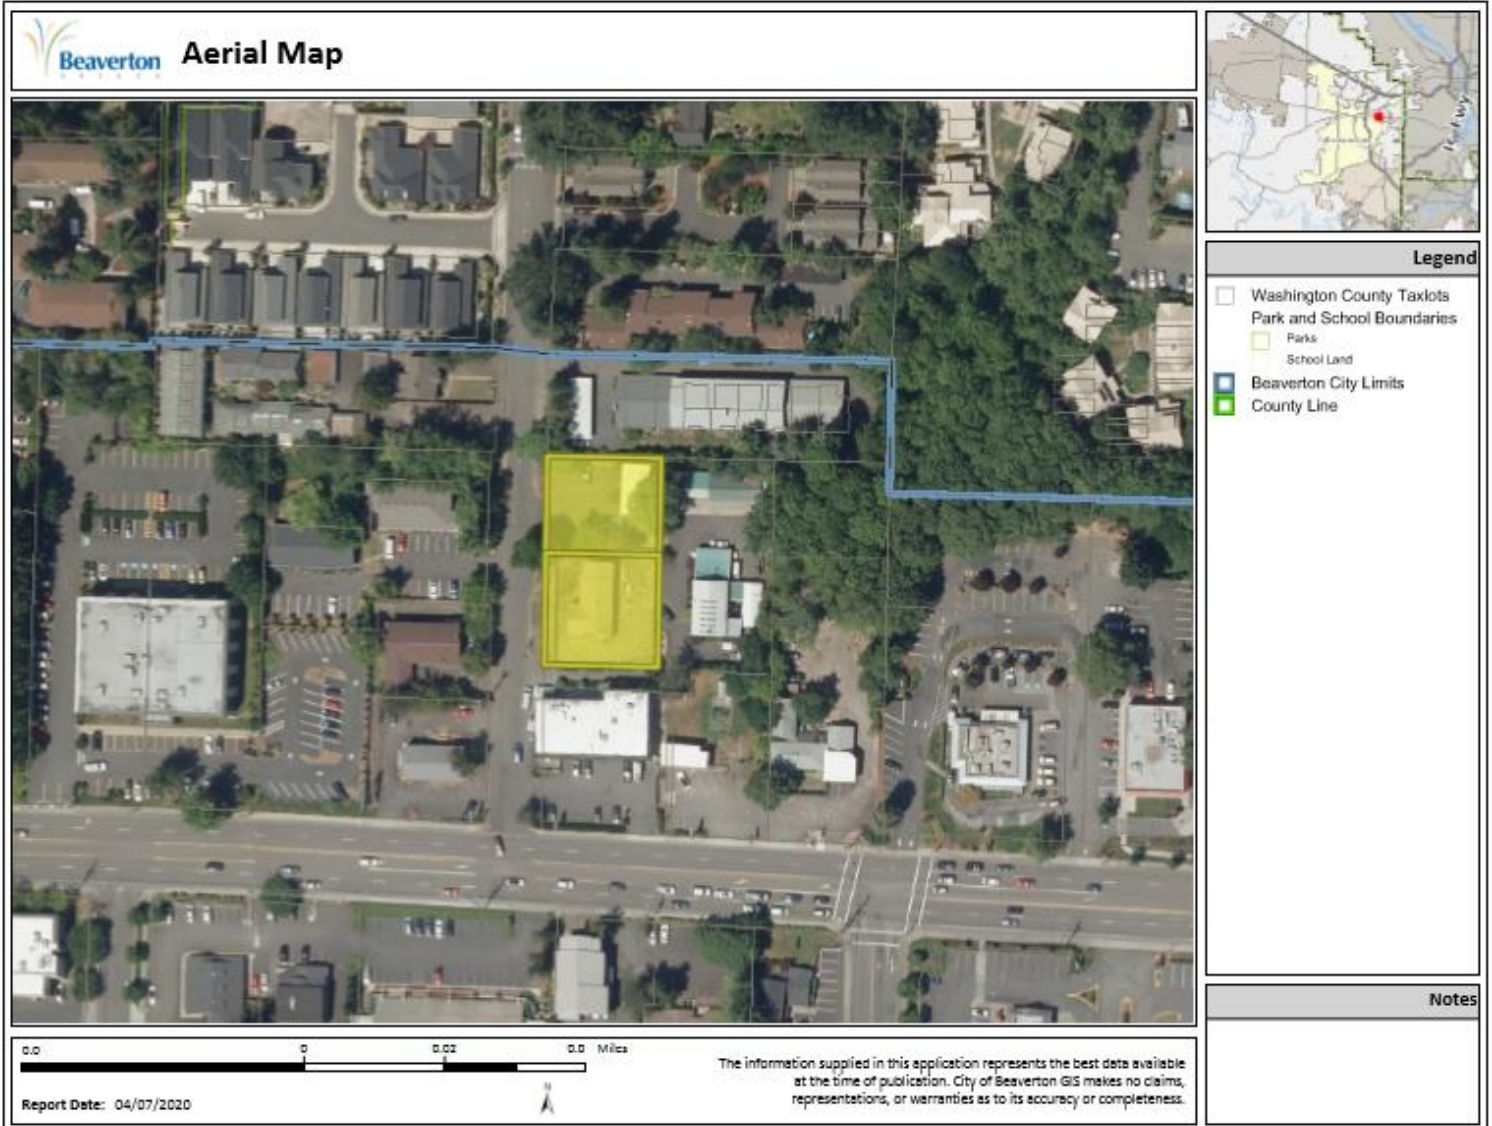 Beaverton
OREGON
Aerial Map
Legend
Washington County Taxlots
Park and School Boundaries
Parks
School Land
Beaverton City Limits
County Line
Notes
0.0 0 0.02 0.0 Miles
N
Report Date: 04/07/2020
The information supplied in this application represents the best data available
at the time of publication. City of Beaverton GIS makes no claims,
representations, or warranties as to its accuracy or completeness.